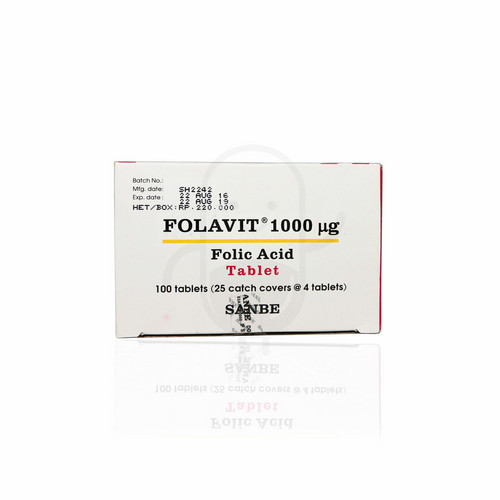 Batch No.: SH2242
Mfg. date: 22 AUG 16
Exp. date: 22 AUG 19
HET/BOX:RP.220.000
FOLAVIT® 1000 µg
Folic Acid
Tablet
100 tablets (25 catch covers @ 4 tablets)
SANBE